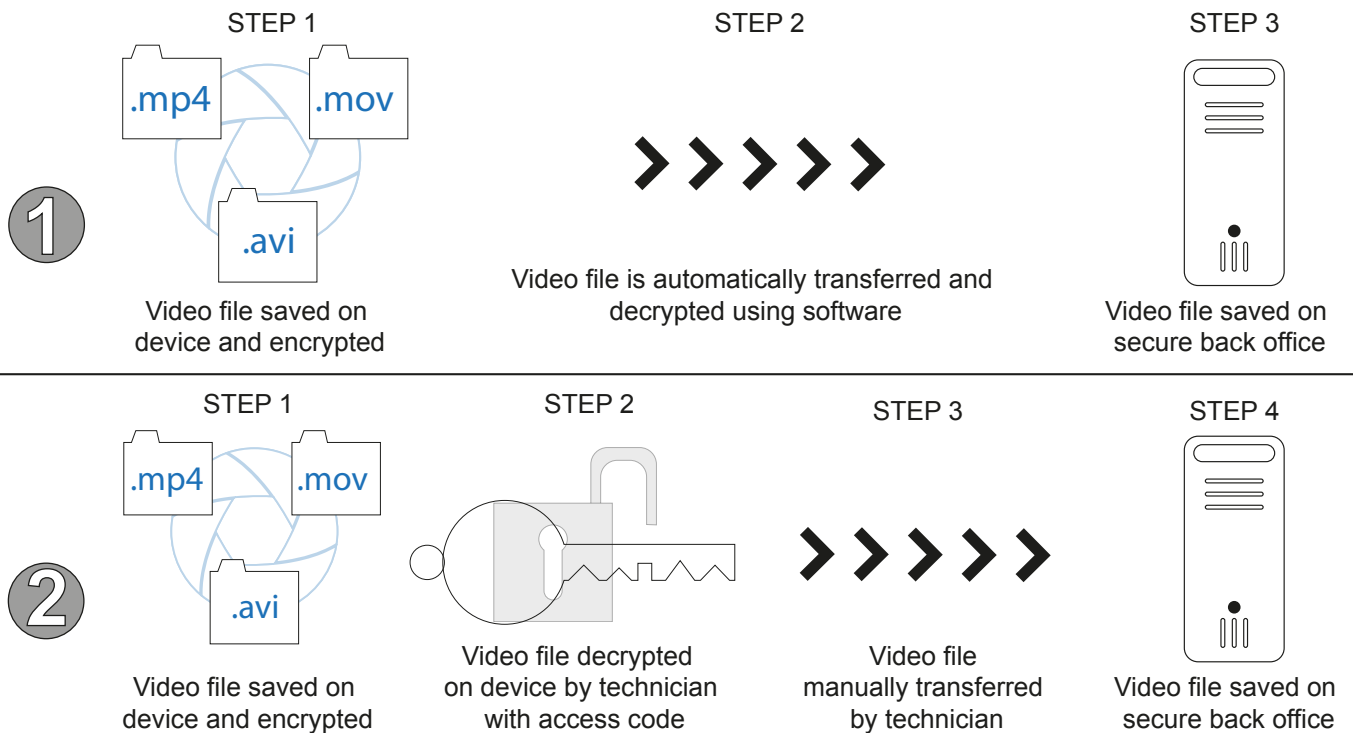 STEP 1
STEP 2
STEP 3
.mp4
.mov
.avi
1
Video file saved on
device and encrypted
Video file is automatically transferred and
decrypted using software
Video file saved on
secure back office
STEP 1
STEP 2
STEP 3
STEP 4
.mp4
.mov
.avi
2
Video file saved on
device and encrypted
Video file decrypted
on device by technician
with access code
Video file
manually transferred
by technician
Video file saved on
secure back office